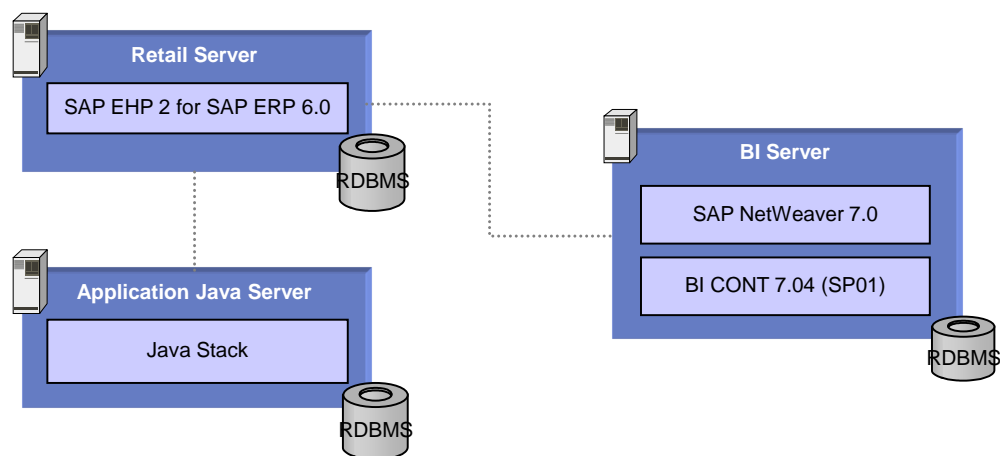 Retail Server
SAP EHP 2 for SAP ERP 6.0
RDBMS
BI Server
SAP NetWeaver 7.0
BI CONT 7.04 (SP01)
RDBMS
Application Java Server
Java Stack
RDBMS